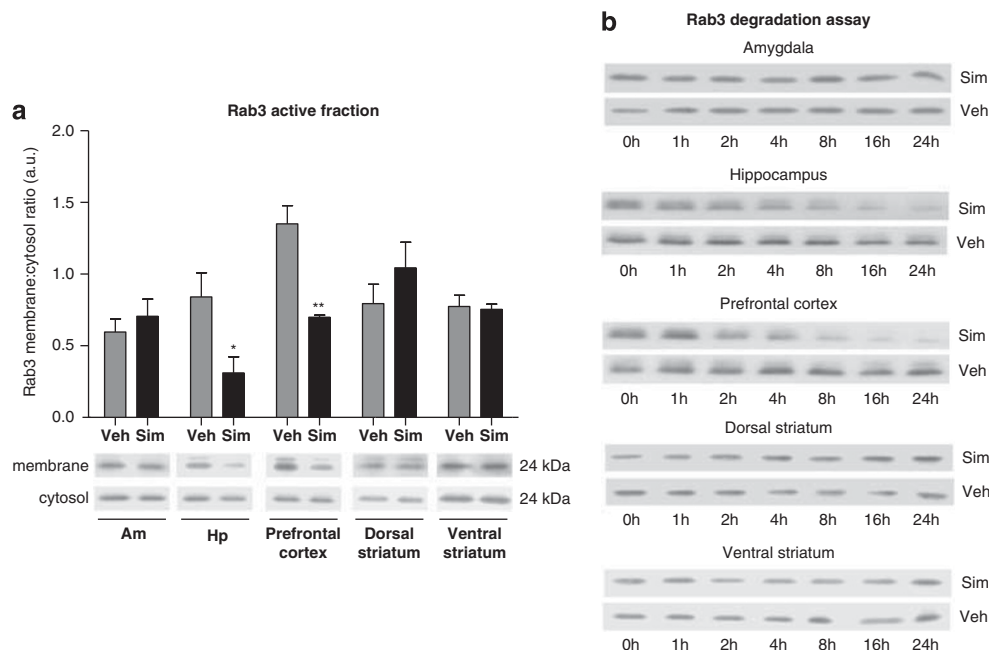 a
Rab3 active fraction
Rab3 membrane:cytosol ratio (a.u.)
2.0
1.5
1.0
0.5
0.0
*
**
Veh Sim Veh Sim Veh Sim Veh Sim Veh Sim
membrane 24 kDa
cytosol 24 kDa
Am Hp Prefrontal cortex Dorsal striatum Ventral striatum
b
Rab3 degradation assay
Amygdala
Sim
Veh
0h 1h 2h 4h 8h 16h 24h
Hippocampus
Sim
Veh
0h 1h 2h 4h 8h 16h 24h
Prefrontal cortex
Sim
Veh
0h 1h 2h 4h 8h 16h 24h
Dorsal striatum
Sim
Veh
0h 1h 2h 4h 8h 16h 24h
Ventral striatum
Sim
Veh
0h 1h 2h 4h 8h 16h 24h